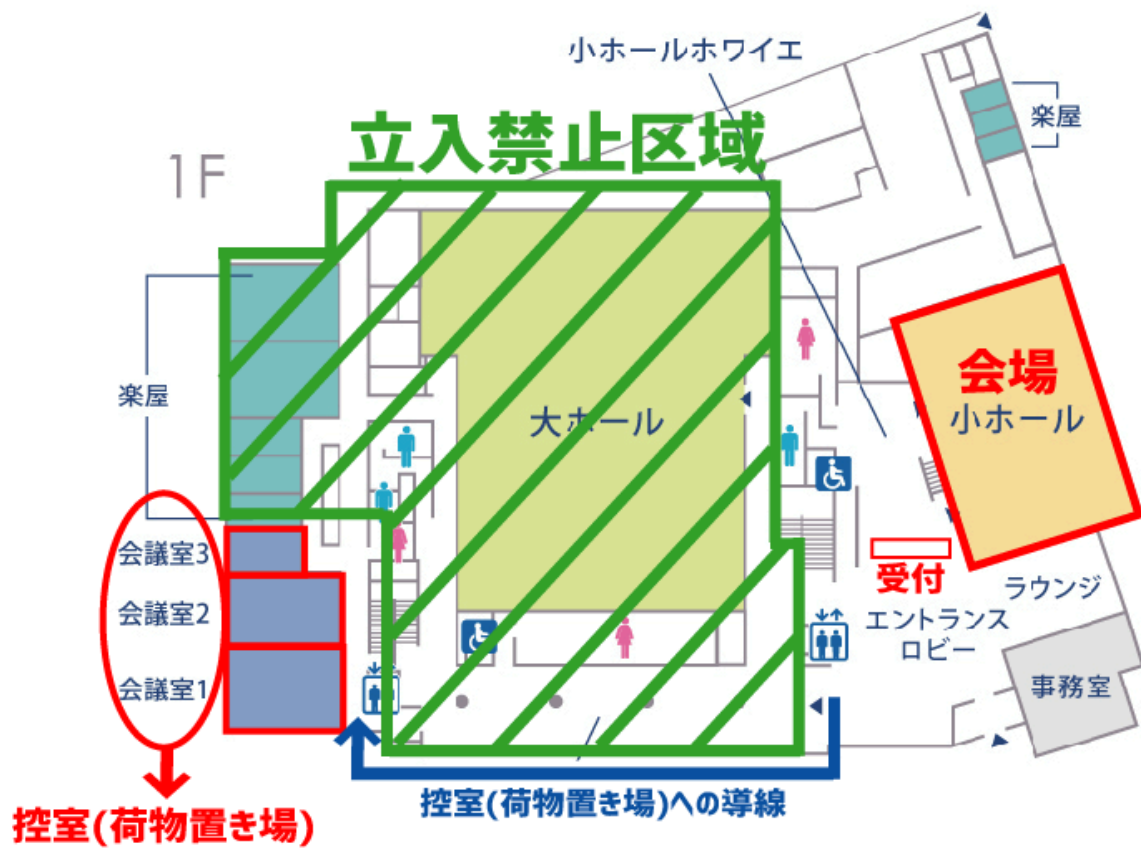 小ホールホワイエ
楽屋
立入禁止区域
1F
会場
小ホール
楽屋
大ホール
会議室3
会議室2
会議室1
受付
ラウンジ
エントランス
ロビー
事務室
控室(荷物置き場)への導線
控室(荷物置き場)